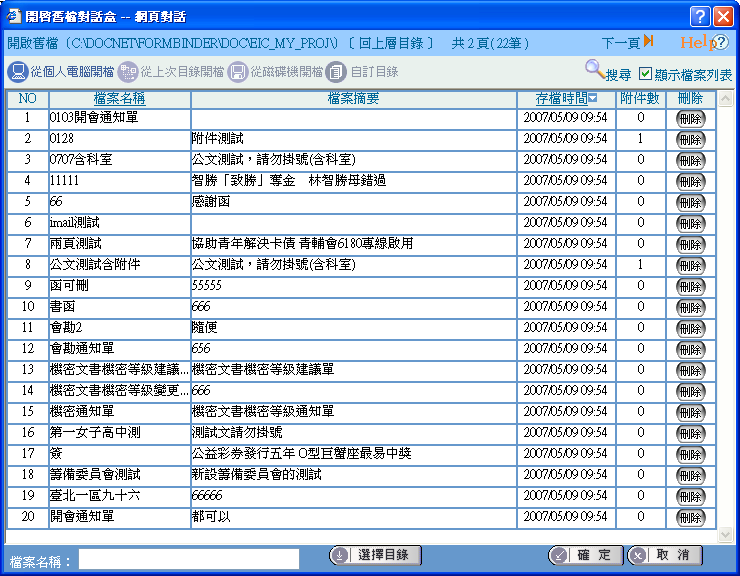 開啓舊檔對話盒 -- 網頁對話
開啟舊檔〔C:\DOCNET\FORMBINDER\DOC\EIC_MY_PROJ\〕〔 回上層目錄 〕 共 2 頁( 22筆 ) 下一頁 Help
從個人電腦開檔 從上次目錄開檔 從磁碟機開檔 自訂目錄 搜尋 顯示檔案列表
NO 檔案名稱 檔案摘要 存檔時間 附件數 刪除
1 0103開會通知單 2007/05/09 09:54 0 刪除
2 0128 附件測試 2007/05/09 09:54 1 刪除
3 0707含科室 公文測試，請勿掛號(含科室) 2007/05/09 09:54 0 刪除
4 11111 智勝「致勝」奪金 林智勝母錯過 2007/05/09 09:54 0 刪除
5 66 感謝函 2007/05/09 09:54 0 刪除
6 imail測試 2007/05/09 09:54 0 刪除
7 兩頁測試 協助青年解決卡債 青輔會6180專線啟用 2007/05/09 09:54 0 刪除
8 公文測試含附件 公文測試，請勿掛號(含科室) 2007/05/09 09:54 1 刪除
9 函可刪 55555 2007/05/09 09:54 0 刪除
10 書函 666 2007/05/09 09:54 0 刪除
11 會勘2 隨便 2007/05/09 09:54 0 刪除
12 會勘通知單 656 2007/05/09 09:54 0 刪除
13 機密文書機密等級建議... 機密文書機密等級建議單 2007/05/09 09:54 0 刪除
14 機密文書機密等級變更... 666 2007/05/09 09:54 0 刪除
15 機密通知單 機密文書機密等級通知單 2007/05/09 09:54 0 刪除
16 第一女子高中測 測試文請勿掛號 2007/05/09 09:54 0 刪除
17 簽 公益彩券發行五年 O型巨蟹座最易中獎 2007/05/09 09:54 0 刪除
18 籌備委員會測試 新設籌備委員會的測試 2007/05/09 09:54 0 刪除
19 臺北一區九十六 66666 2007/05/09 09:54 0 刪除
20 開會通知單 都可以 2007/05/09 09:54 0 刪除
檔案名稱： 選擇目錄 確 定 取 消